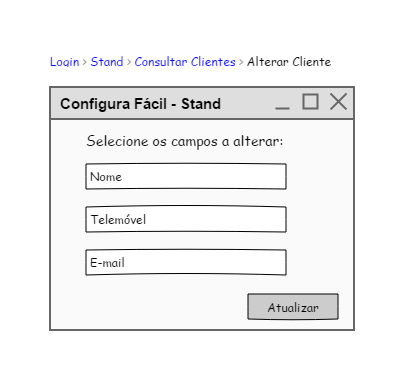 Login > Stand > Consultar Clientes > Alterar Cliente
Configura Fácil - Stand
Selecione os campos a alterar:
Nome
Telemóvel
E-mail
Atualizar